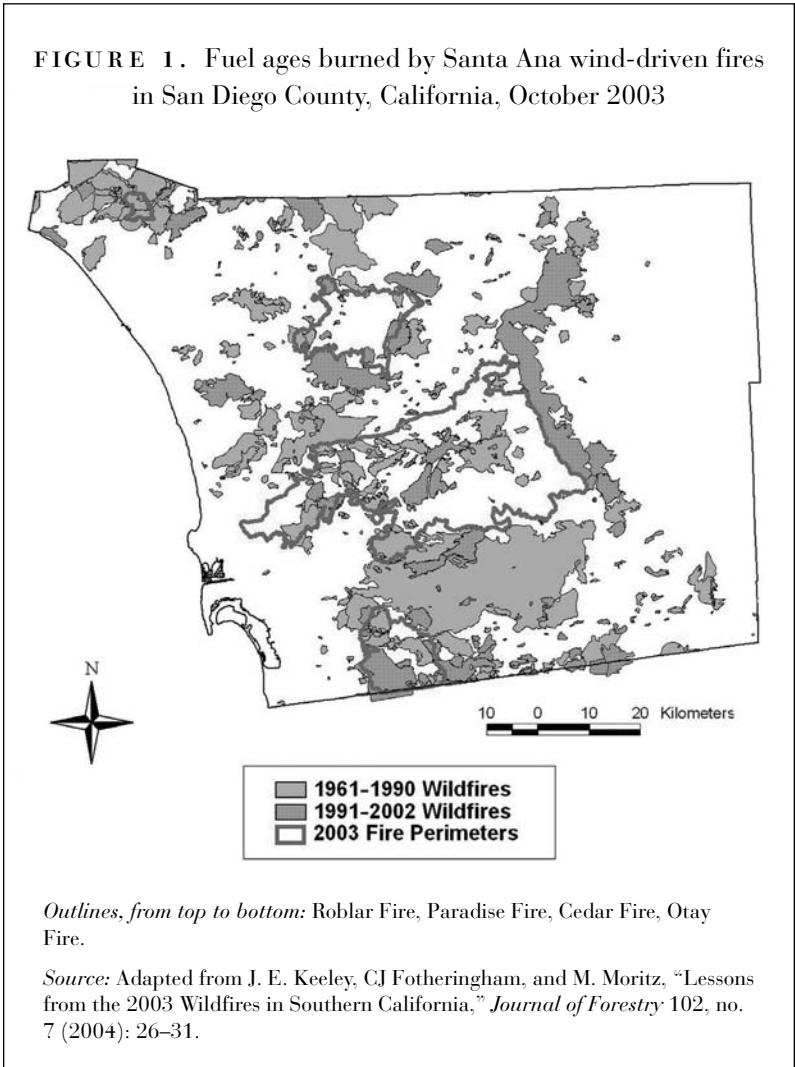 FIGURE 1. Fuel ages burned by Santa Ana wind-driven fires
in San Diego County, California, October 2003
N
10 0 10 20 Kilometers
1961-1990 Wildfires
1991-2002 Wildfires
2003 Fire Perimeters
Outlines, from top to bottom: Roblar Fire, Paradise Fire, Cedar Fire, Otay
Fire.
Source: Adapted from J. E. Keeley, CJ Fotheringham, and M. Moritz, “Lessons
from the 2003 Wildfires in Southern California,” Journal of Forestry 102, no.
7 (2004): 26–31.